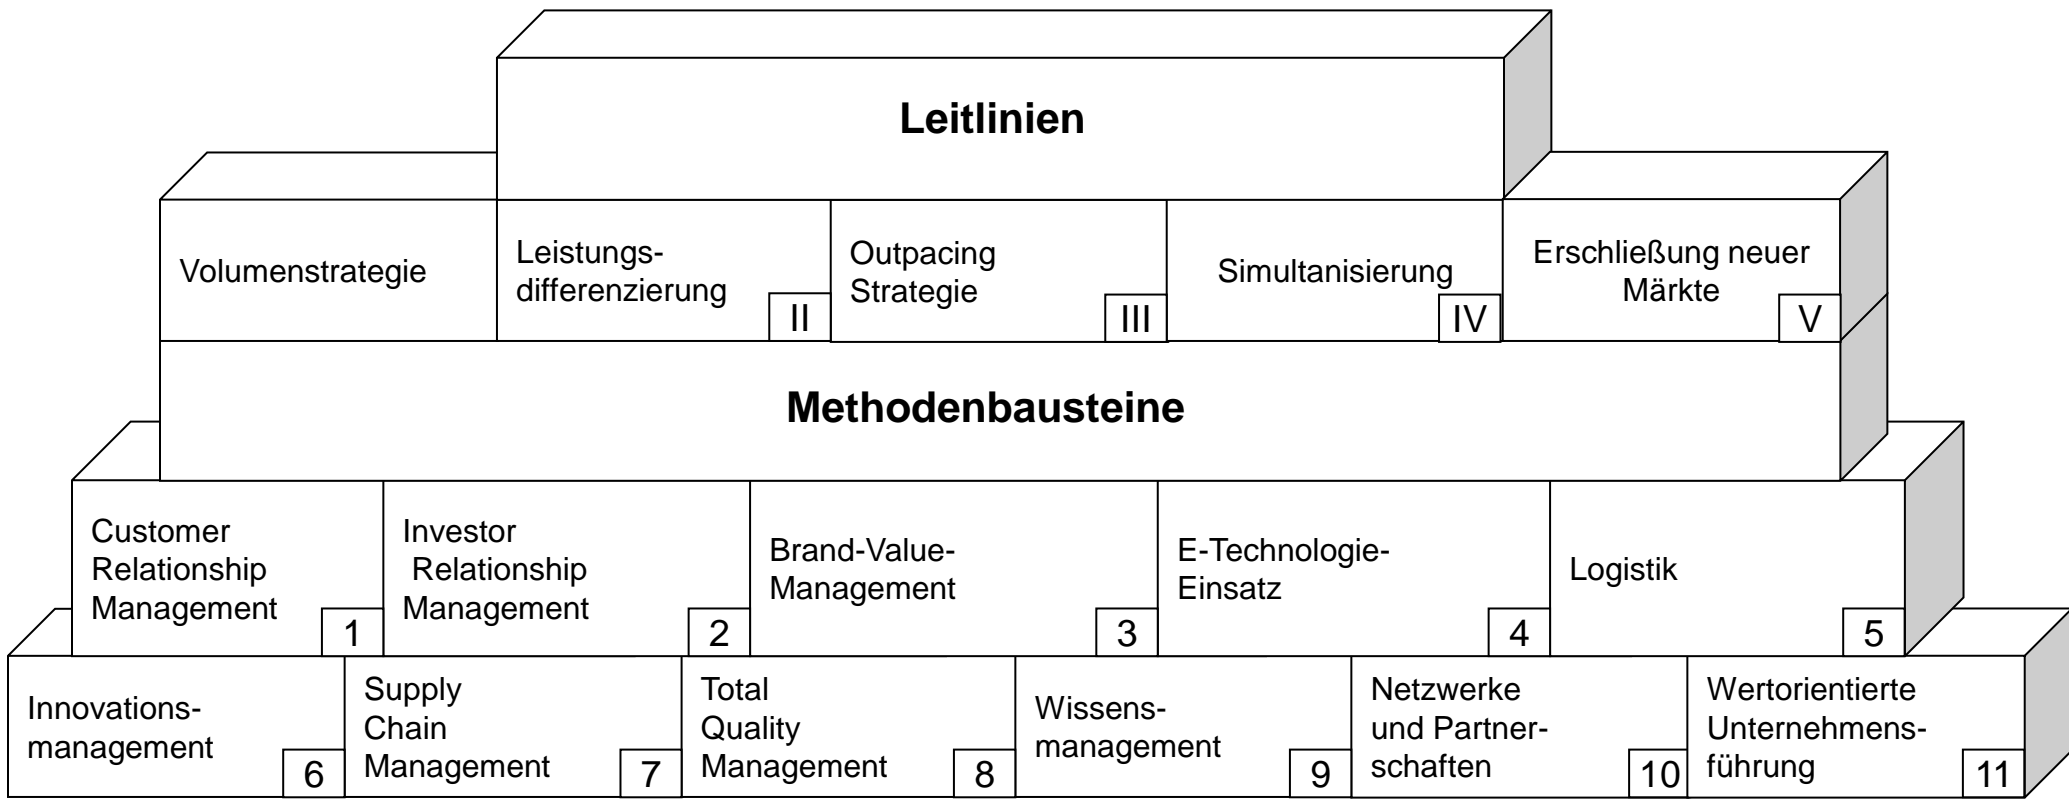 Leitlinien
Volumenstrategie
Leistungs-
differenzierung
II
Outpacing
Strategie
III
Simultanisierung
IV
Erschließung neuer
Märkte
V
Methodenbausteine
Customer
Relationship
Management
1
Investor
Relationship
Management
2
Brand-Value-
Management
3
E-Technologie-
Einsatz
4
Logistik
5
Innovations-
management
6
Supply
Chain
Management
7
Total
Quality
Management
8
Wissens-
management
9
Netzwerke
und Partner-
schaften
10
Wertorientierte
Unternehmens-
führung
11